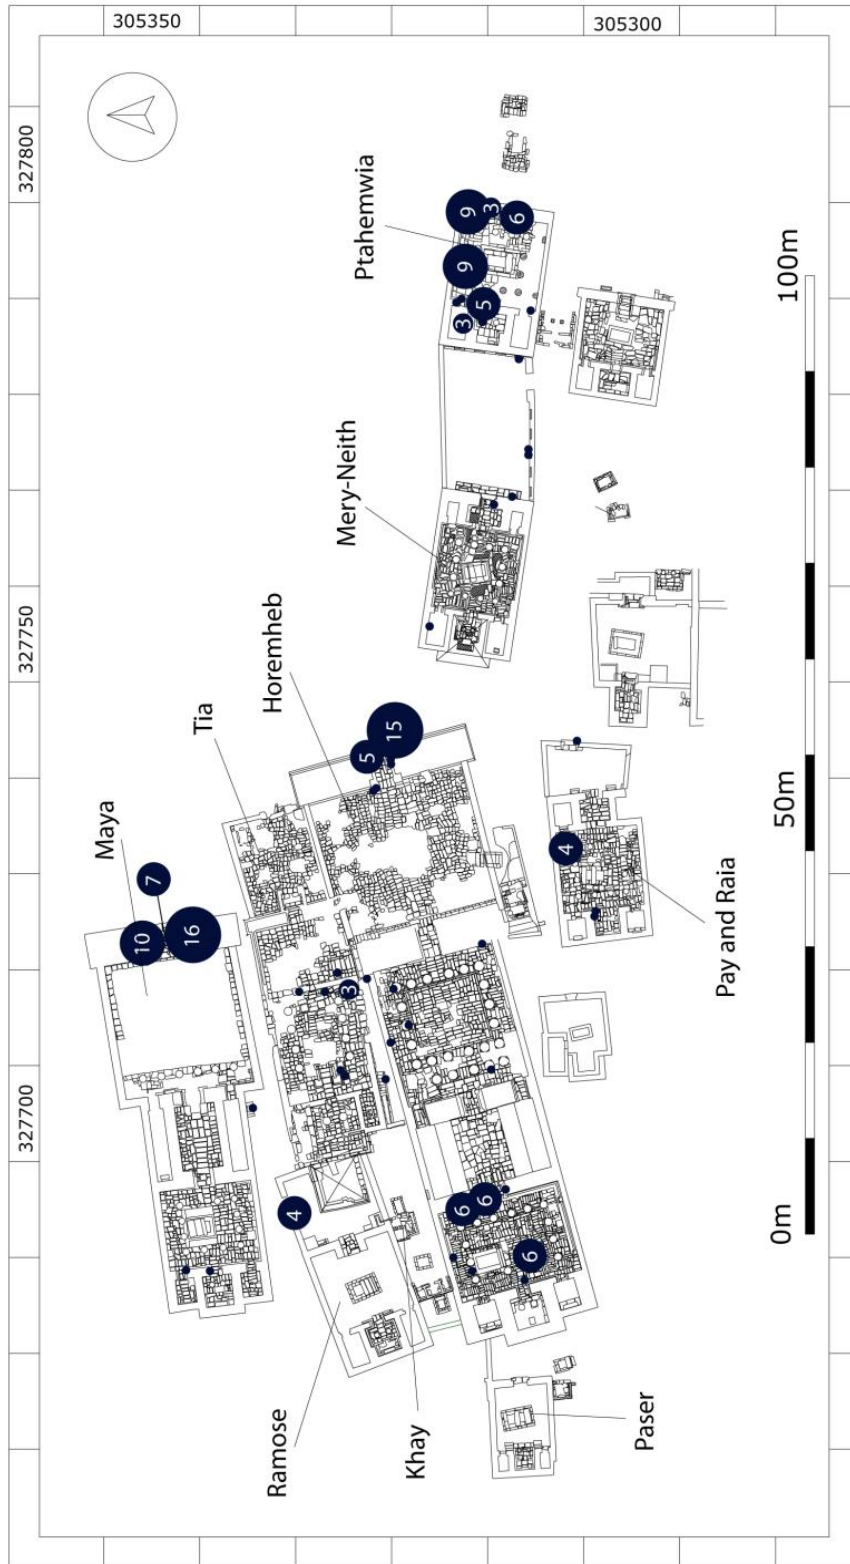 305350
305300
327800
327750
327700
Ptahemwia
Mery-Neith
Horemheb
Tia
Maya
Pay and Raia
Ramose
Khay
Paser
9
3
6
9
5
3
15
5
7
10
16
4
3
4
6
6
6
0m
50m
100m